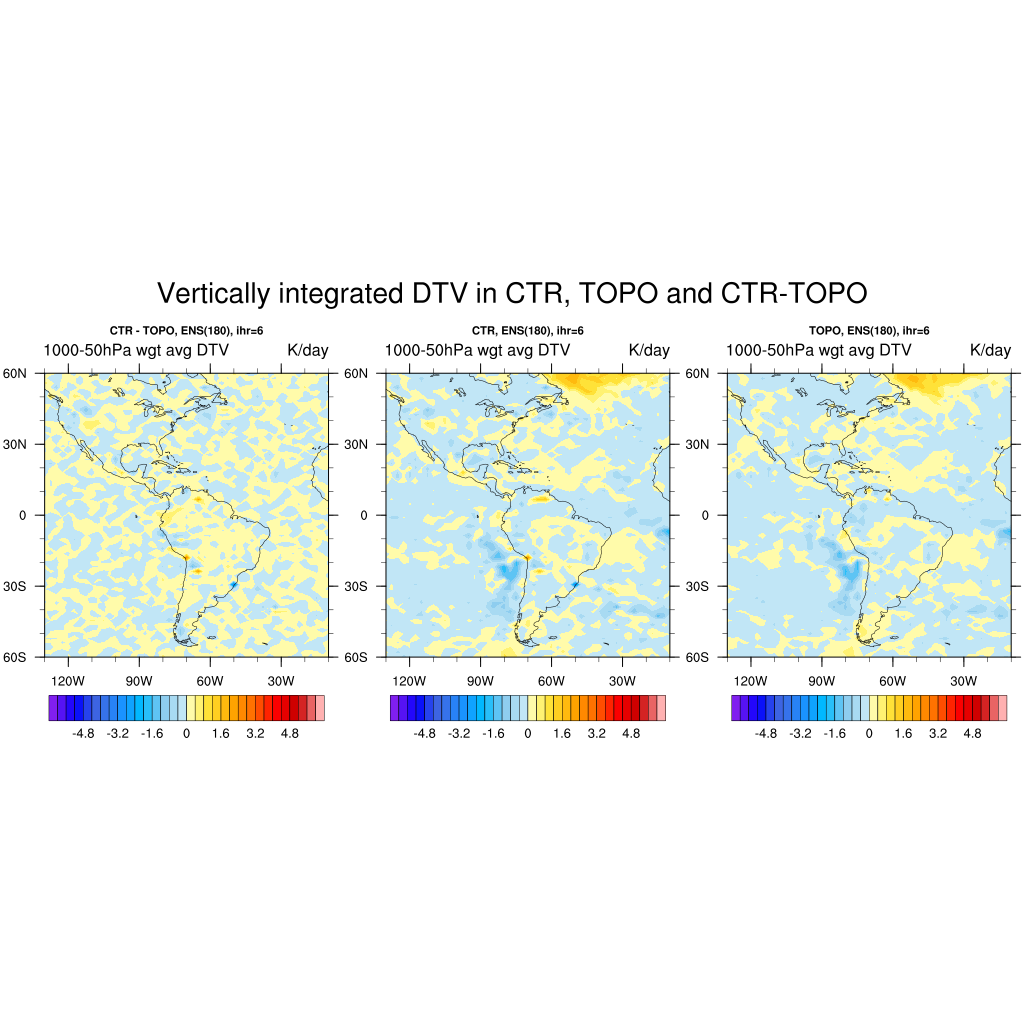 Vertically integrated DTV in CTR, TOPO and CTR-TOPO
CTR - TOPO, ENS(180), ihr=6
1000-50hPa wgt avg DTV K/day
60N
30N
0
30S
60S
120W 90W 60W 30W
-4.8 -3.2 -1.6 0 1.6 3.2 4.8
CTR, ENS(180), ihr=6
1000-50hPa wgt avg DTV K/day
60N
30N
0
30S
60S
120W 90W 60W 30W
-4.8 -3.2 -1.6 0 1.6 3.2 4.8
TOPO, ENS(180), ihr=6
1000-50hPa wgt avg DTV K/day
60N
30N
0
30S
60S
120W 90W 60W 30W
-4.8 -3.2 -1.6 0 1.6 3.2 4.8